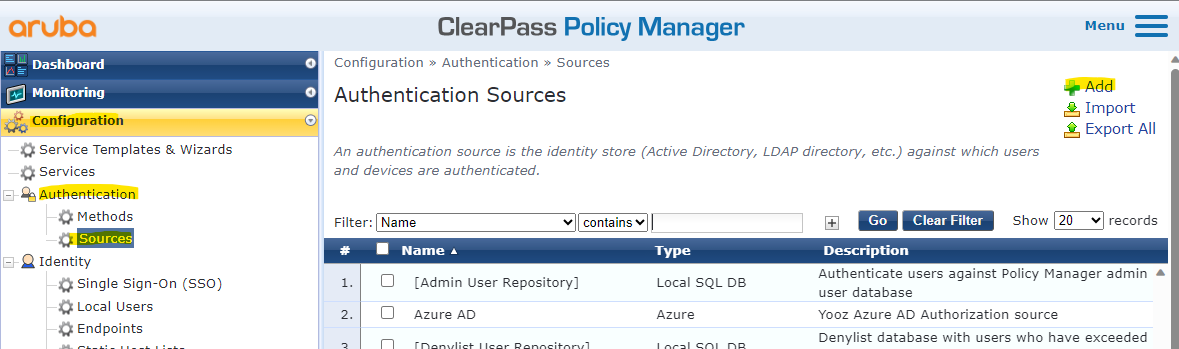 aruba
ClearPass Policy Manager
Menu
Dashboard
Monitoring
Configuration
Service Templates & Wizards
Services
Authentication
Methods
Sources
Identity
Single Sign-On (SSO)
Local Users
Endpoints
Static Host Lists
Configuration » Authentication » Sources
Authentication Sources
Add
Import
Export All
An authentication source is the identity store (Active Directory, LDAP directory, etc.) against which users
and devices are authenticated.
Filter: Name contains Go Clear Filter Show 20 records
# Name Type Description
1. [Admin User Repository] Local SQL DB Authenticate users against Policy Manager admin
user database
2. Azure AD Azure Yooz Azure AD Authorization source
3. [Denylist User Repository] Local SQL DB Denylist database with users who have exceeded